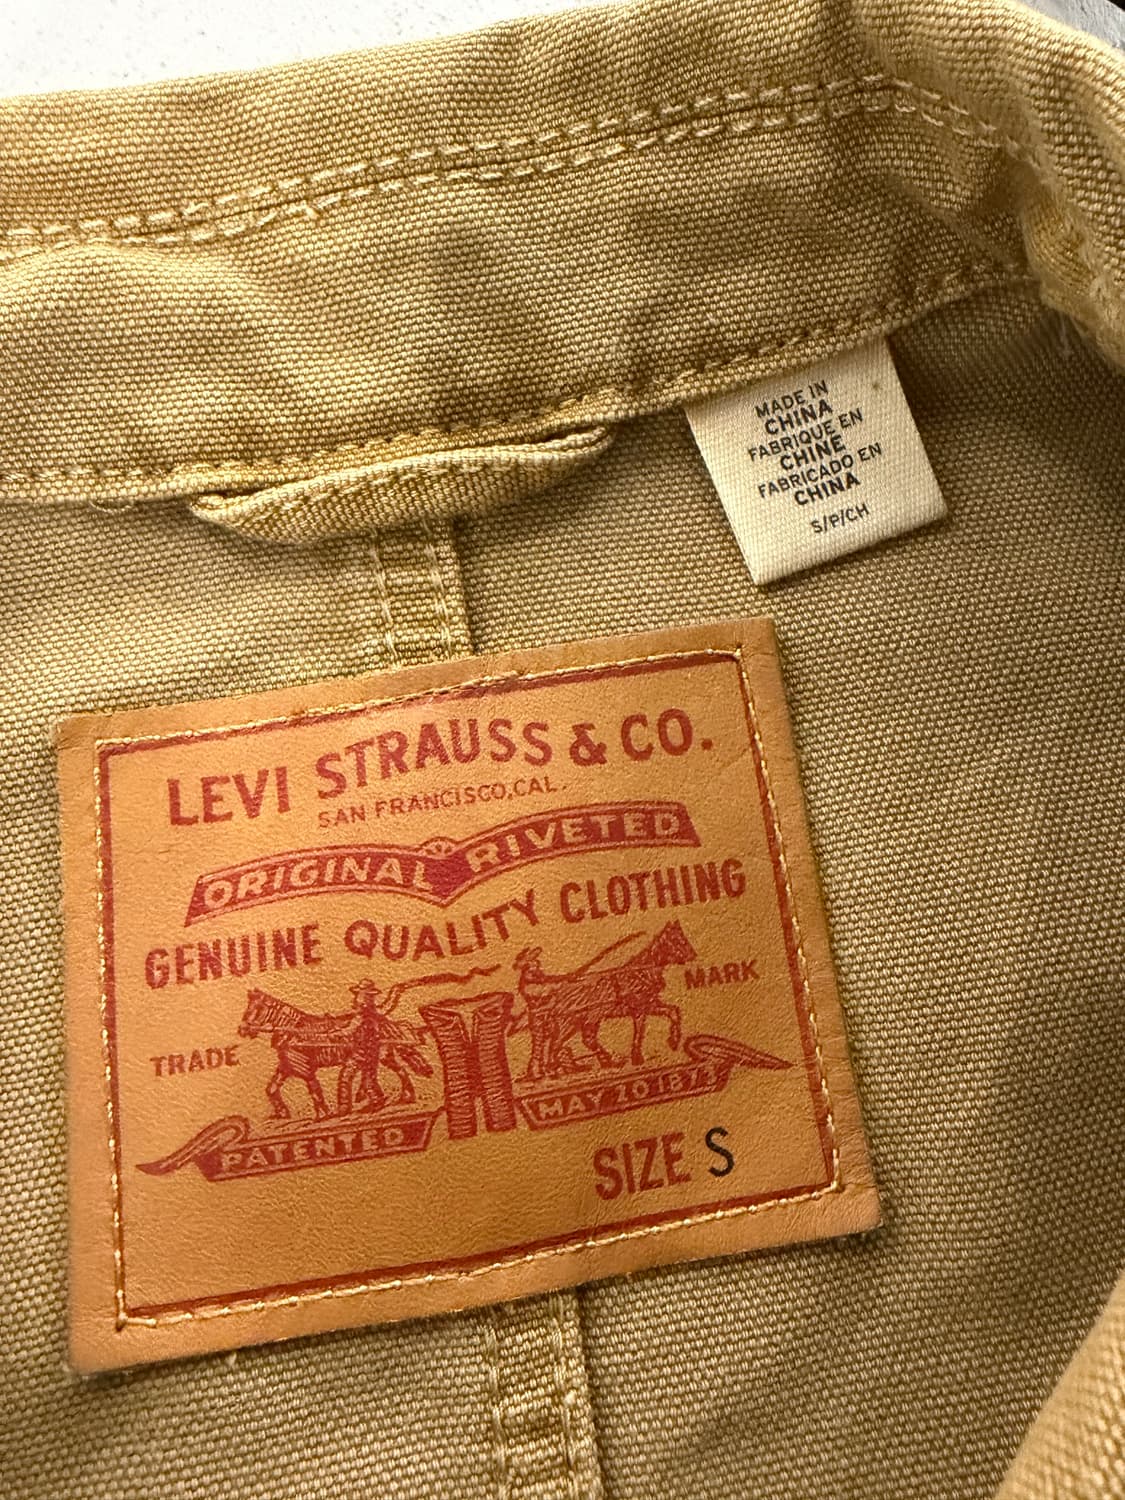 MADE IN
CHINA
FABRIQUE EN
CHINE
FABRICADO EN
CHINA
S/P/CH
LEVI STRAUSS & CO.
SAN FRANCISCO, CAL.
ORIGINAL RIVETED
GENUINE QUALITY CLOTHING
TRADE MARK
PATENTED MAY 20 1873
SIZE S